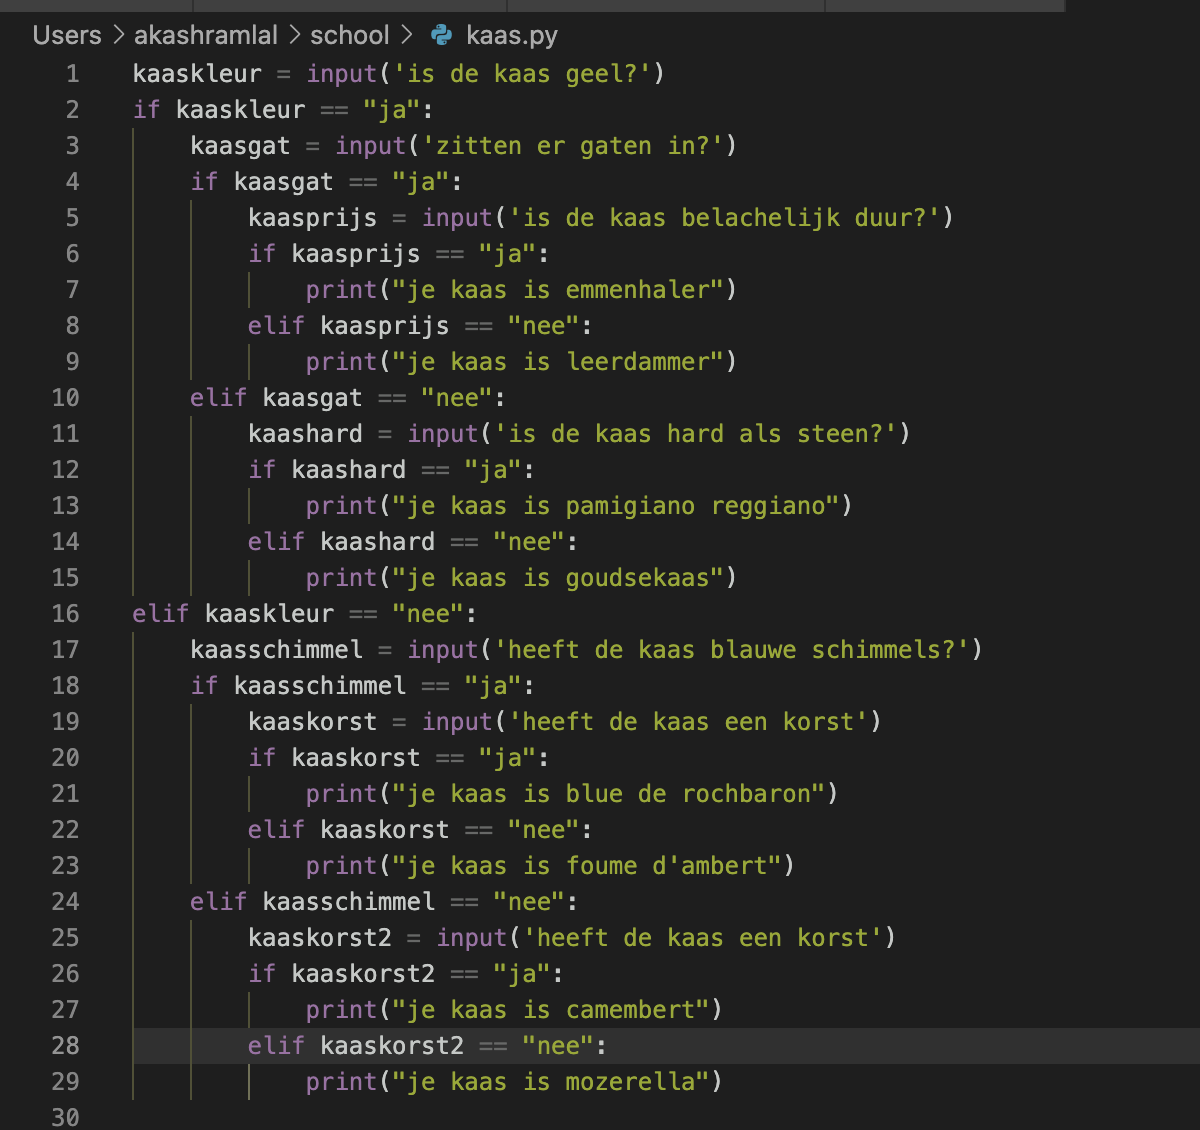 Users > akashramlal > school > kaas.py
1 kaaskleur = input('is de kaas geel?')
2 if kaaskleur == "ja":
3     kaasgat = input('zitten er gaten in?')
4     if kaasgat == "ja":
5         kaasprijs = input('is de kaas belachelijk duur?')
6         if kaasprijs == "ja":
7             print("je kaas is emmenhaler")
8         elif kaasprijs == "nee":
9             print("je kaas is leerdammer")
10     elif kaasgat == "nee":
11         kaashard = input('is de kaas hard als steen?')
12         if kaashard == "ja":
13             print("je kaas is pamigiano reggiano")
14         elif kaashard == "nee":
15             print("je kaas is goudsekaas")
16 elif kaaskleur == "nee":
17     kaasschimmel = input('heeft de kaas blauwe schimmels?')
18     if kaasschimmel == "ja":
19         kaaskorst = input('heeft de kaas een korst')
20         if kaaskorst == "ja":
21             print("je kaas is blue de rochbaron")
22         elif kaaskorst == "nee":
23             print("je kaas is foume d'ambert")
24     elif kaasschimmel == "nee":
25         kaaskorst2 = input('heeft de kaas een korst')
26         if kaaskorst2 == "ja":
27             print("je kaas is camembert")
28         elif kaaskorst2 == "nee":
29             print("je kaas is mozerella")
30